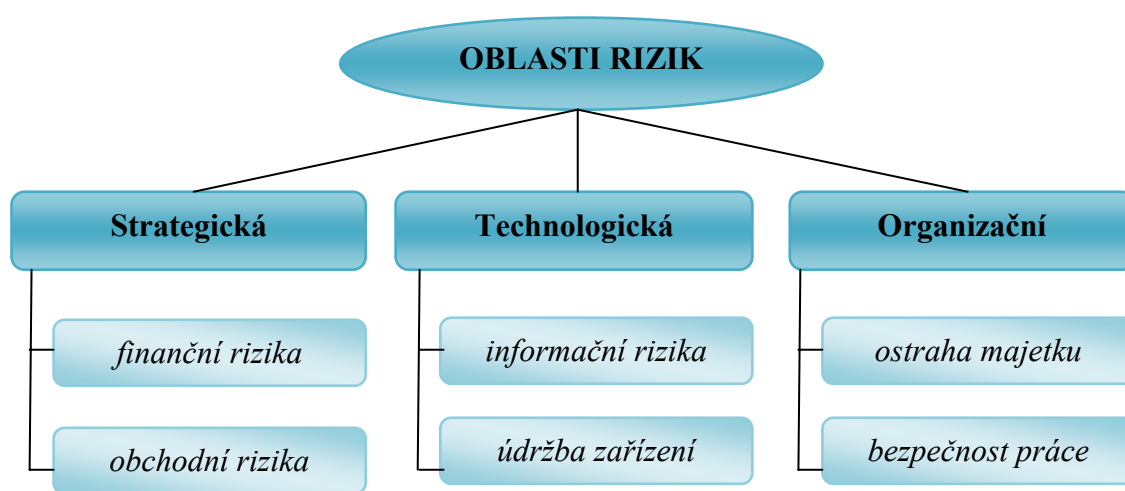 OBLASTI RIZIK
Strategická
Technologická
Organizační
finanční rizika
informační rizika
ostraha majetku
obchodní rizika
údržba zařízení
bezpečnost práce